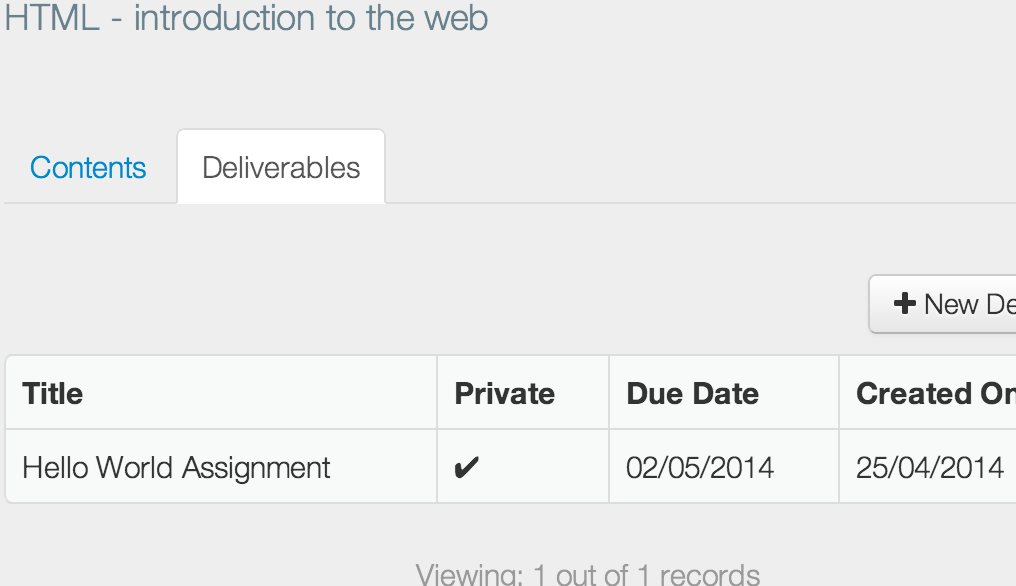 HTML - introduction to the web
Contents Deliverables
New De
Title Private Due Date Created On
Hello World Assignment ✔ 02/05/2014 25/04/2014
Viewing: 1 out of 1 records